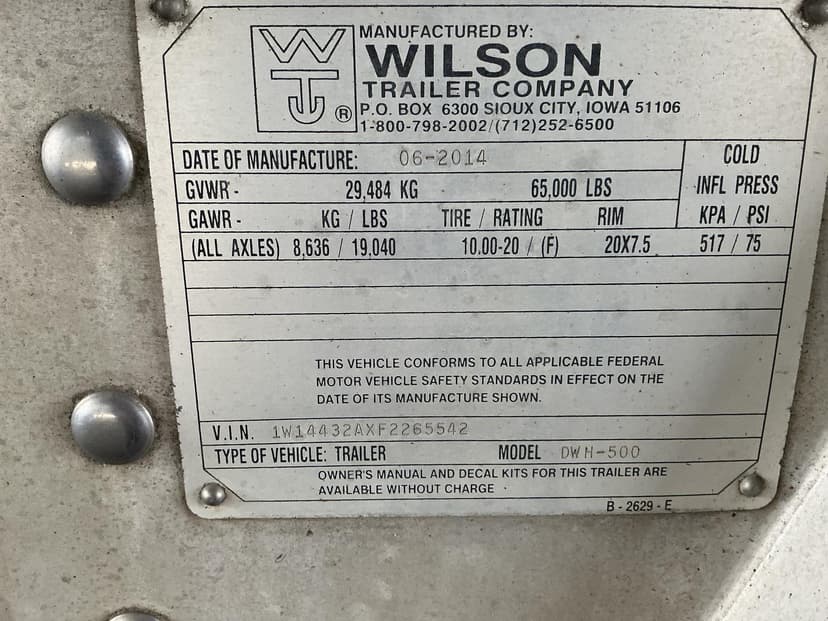 WT ®
MANUFACTURED BY:
WILSON
TRAILER COMPANY
P.O. BOX 6300 SIOUX CITY, IOWA 51106
1-800-798-2002/(712)252-6500
DATE OF MANUFACTURE: 06-2014
COLD
INFL PRESS
KPA / PSI
GVWR - 29,484 KG 65,000 LBS
GAWR - KG / LBS TIRE / RATING RIM
(ALL AXLES) 8,636 / 19,040 10.00-20 / (F) 20X7.5 517 / 75
THIS VEHICLE CONFORMS TO ALL APPLICABLE FEDERAL
MOTOR VEHICLE SAFETY STANDARDS IN EFFECT ON THE
DATE OF ITS MANUFACTURE SHOWN.
V.I.N. 1W14432AXF2265542
TYPE OF VEHICLE: TRAILER MODEL DWH-500
OWNER'S MANUAL AND DECAL KITS FOR THIS TRAILER ARE
AVAILABLE WITHOUT CHARGE
B - 2629 - E